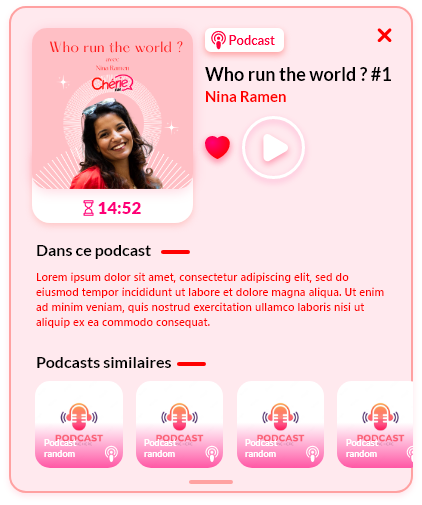 Who run the world ?
avec
Nina Ramen
Chérie
FM
14:52
Podcast
Who run the world ? #1
Nina Ramen
Dans ce podcast
Lorem ipsum dolor sit amet, consectetur adipiscing elit, sed do
eiusmod tempor incididunt ut labore et dolore magna aliqua. Ut enim
ad minim veniam, quis nostrud exercitation ullamco laboris nisi ut
aliquip ex ea commodo consequat.
Podcasts similaires
PODCAST
Podcast
random
PODCAST
Podcast
random
PODCAST
Podcast
random
PODCAST
Podcast
random